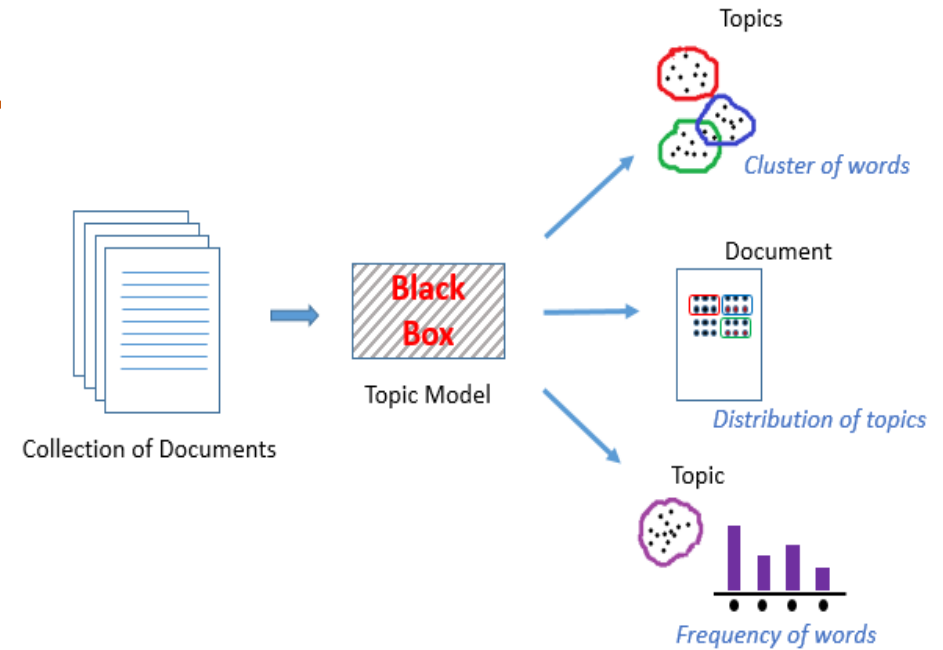 Topics
Cluster of words
Document
Black
Box
Topic Model
Distribution of topics
Collection of Documents
Topic
Frequency of words